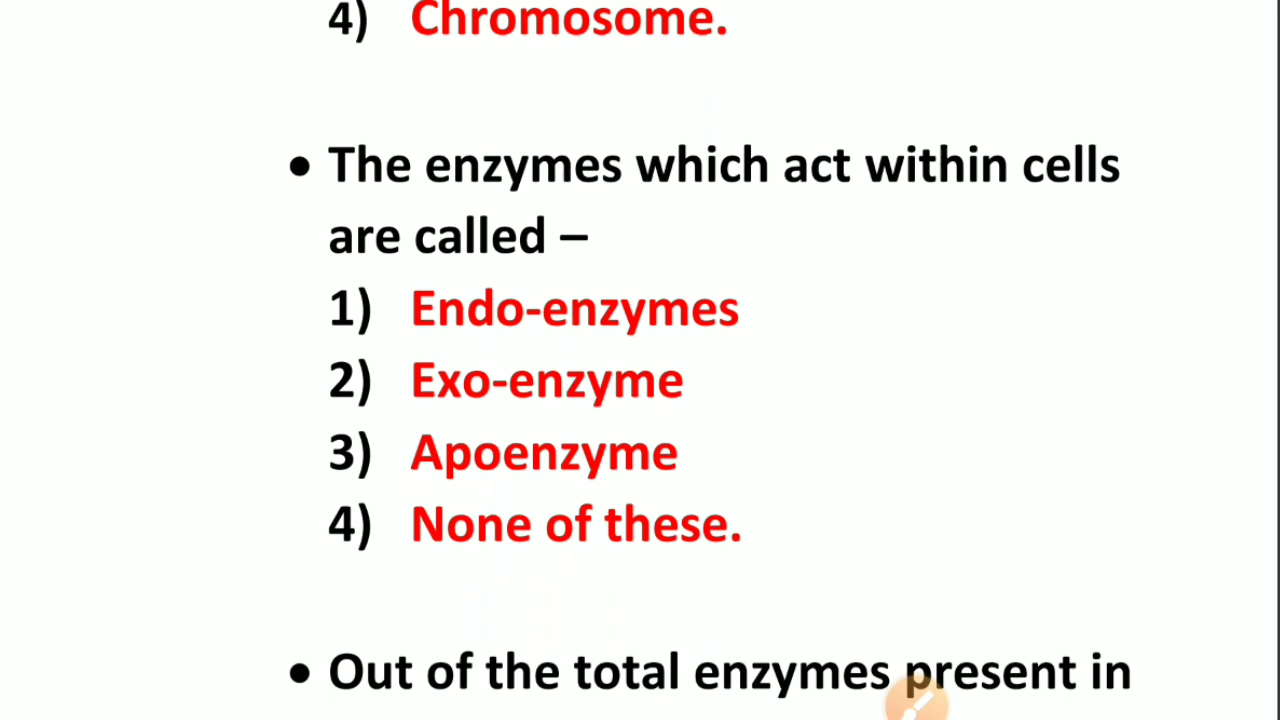 4) Chromosome.
• The enzymes which act within cells
are called –
1) Endo-enzymes
2) Exo-enzyme
3) Apoenzyme
4) None of these.
• Out of the total enzymes present in